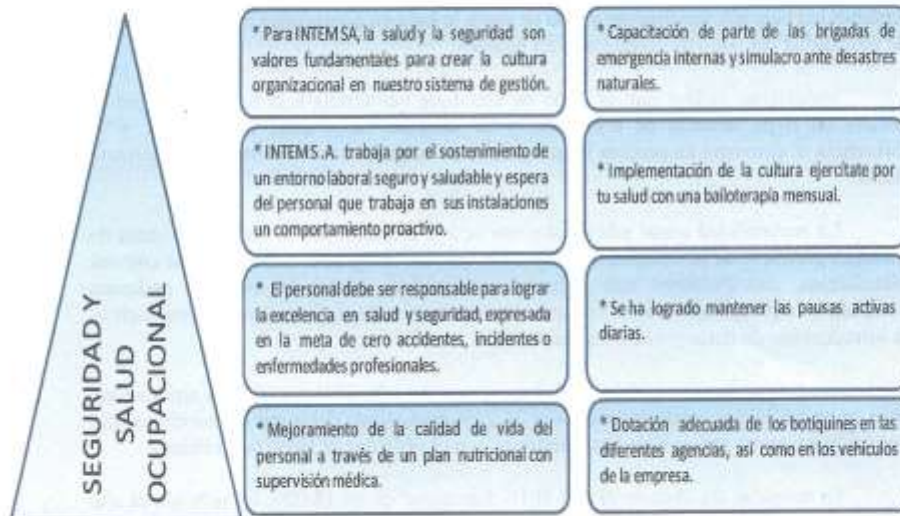 SEGURIDAD Y
SALUD
OCUPACIONAL
* Para INTEM SA, la salud y la seguridad son
valores fundamentales para crear la cultura
organizacional en nuestro sistema de gestión.
* Capacitación de parte de las brigadas de
emergencia internas y simulacro ante desastres
naturales.
* INTEM S.A. trabaja por el sostenimiento de
un entorno laboral seguro y saludable y espera
del personal que trabaja en sus instalaciones
un comportamiento proactivo.
* Implementación de la cultura ejercítate por
tu salud con una bailoterapia mensual.
* El personal debe ser responsable para lograr
la excelencia en salud y seguridad, expresada
en la meta de cero accidentes, incidentes o
enfermedades profesionales.
* Se ha logrado mantener las pausas activas
diarias.
* Mejoramiento de la calidad de vida del
personal a través de un plan nutricional con
supervisión médica.
* Dotación adecuada de los botiquines en las
diferentes agencias, así como en los vehículos
de la empresa.